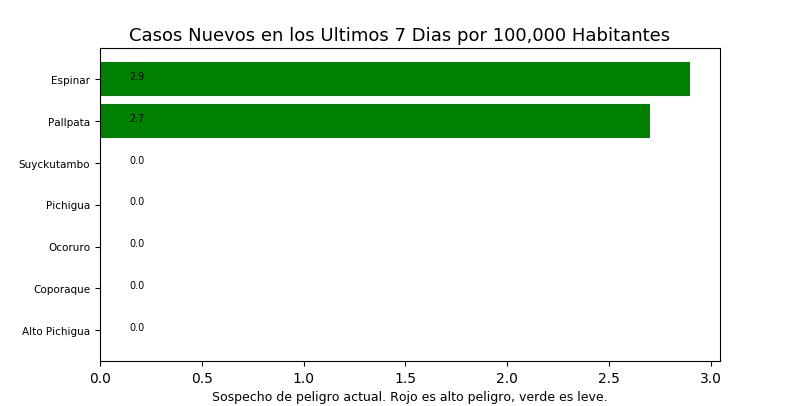 Casos Nuevos en los Ultimos 7 Dias por 100,000 Habitantes
Espinar 2.9
Pallpata 2.7
Suyckutambo 0.0
Pichigua 0.0
Ocoruro 0.0
Coporaque 0.0
Alto Pichigua 0.0
0.0 0.5 1.0 1.5 2.0 2.5 3.0
Sospecho de peligro actual. Rojo es alto peligro, verde es leve.